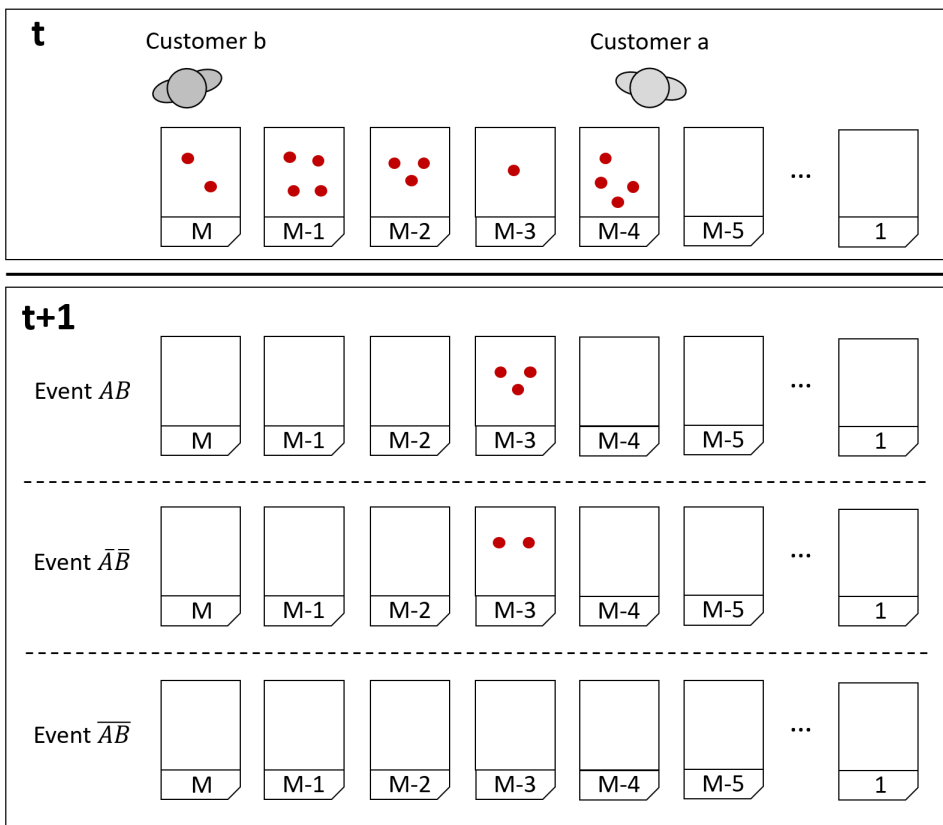 t
Customer b Customer a
M M-1 M-2 M-3 M-4 M-5 ... 1
t+1
Event AB ...
M M-1 M-2 M-3 M-4 M-5 1
Event A̅B̅ ...
M M-1 M-2 M-3 M-4 M-5 1
Event A̅B̅ ...
M M-1 M-2 M-3 M-4 M-5 1